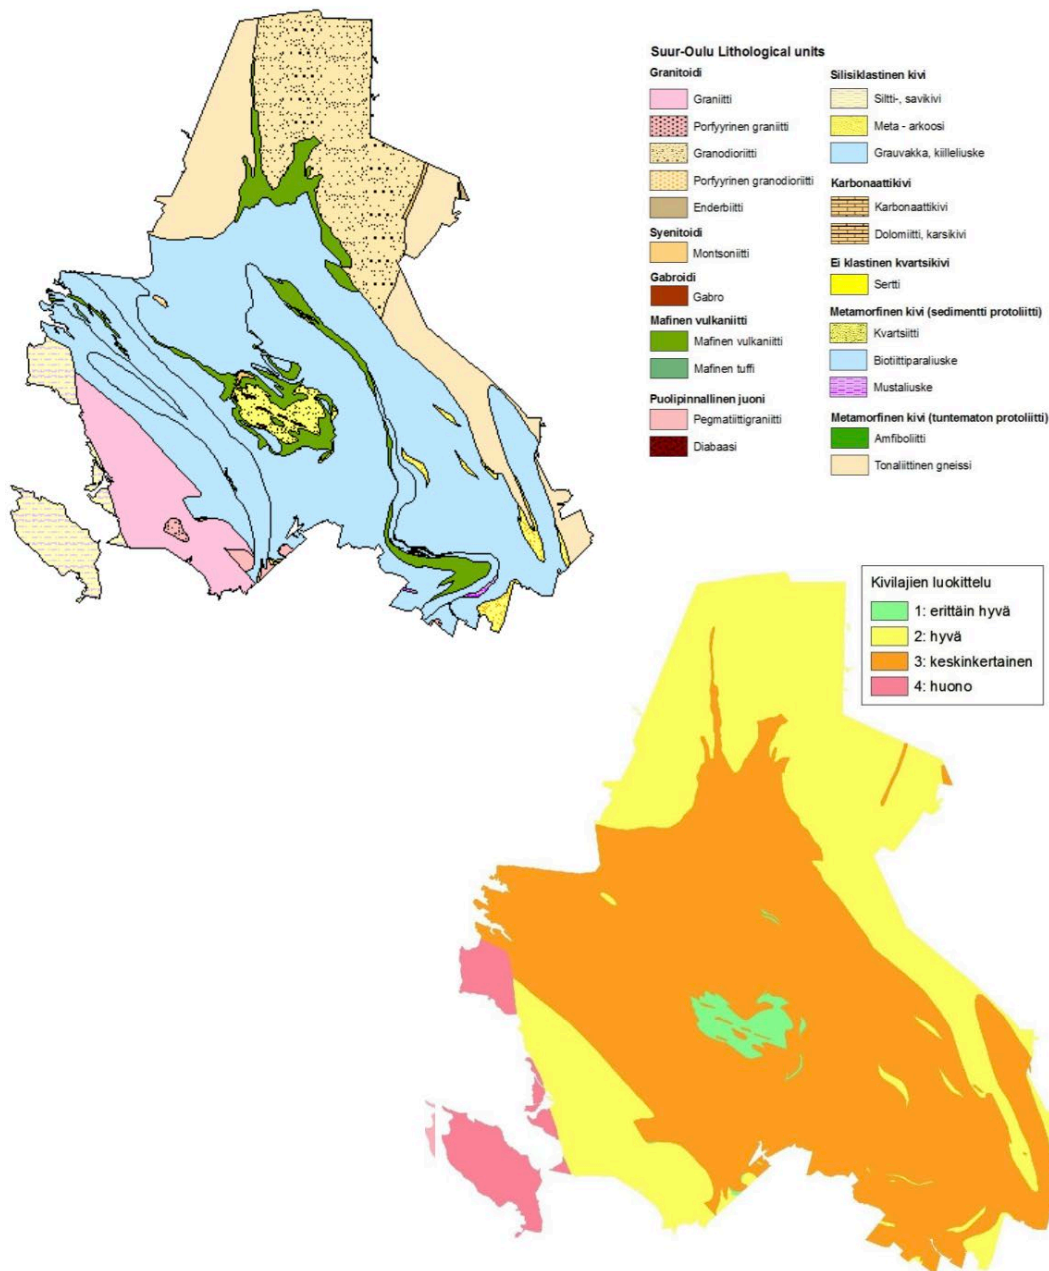 Suur-Oulu Lithological units
Granitoidi
Graniitti
Porfyyrinen graniitti
Granodioriitti
Porfyyrinen granodioriitti
Enderbiitti
Syenitoidi
Montsoniitti
Gabroidi
Gabro
Mafinen vulkaniitti
Mafinen vulkaniitti
Mafinen tuffi
Puolipinnallinen juoni
Pegmatiittigraniitti
Diabaasi
Silisiklastinen kivi
Siltti-, savikivi
Meta - arkoosi
Grauvakka, kiilleliuske
Karbonaattikivi
Karbonaattikivi
Dolomiitti, karsikivi
Ei klastinen kvartsikivi
Sertti
Metamorfinen kivi (sedimentti protoliitti)
Kvartsiitti
Biotiittiparaliuske
Mustaliuske
Metamorfinen kivi (tuntematon protoliitti)
Amfiboliitti
Tonaliittinen gneissi
Kivilajien luokittelu
1: erittäin hyvä
2: hyvä
3: keskinkertainen
4: huono